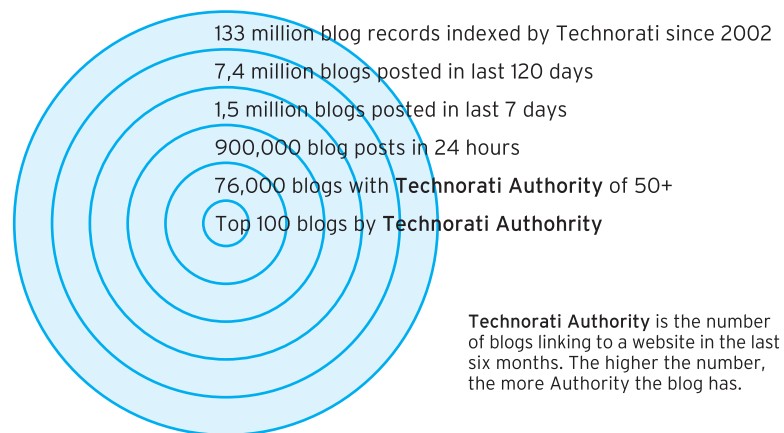 133 million blog records indexed by Technorati since 2002
7,4 million blogs posted in last 120 days
1,5 million blogs posted in last 7 days
900,000 blog posts in 24 hours
76,000 blogs with Technorati Authority of 50+
Top 100 blogs by Technorati Authohrity
Technorati Authority is the number
of blogs linking to a website in the last
six months. The higher the number,
the more Authority the blog has.